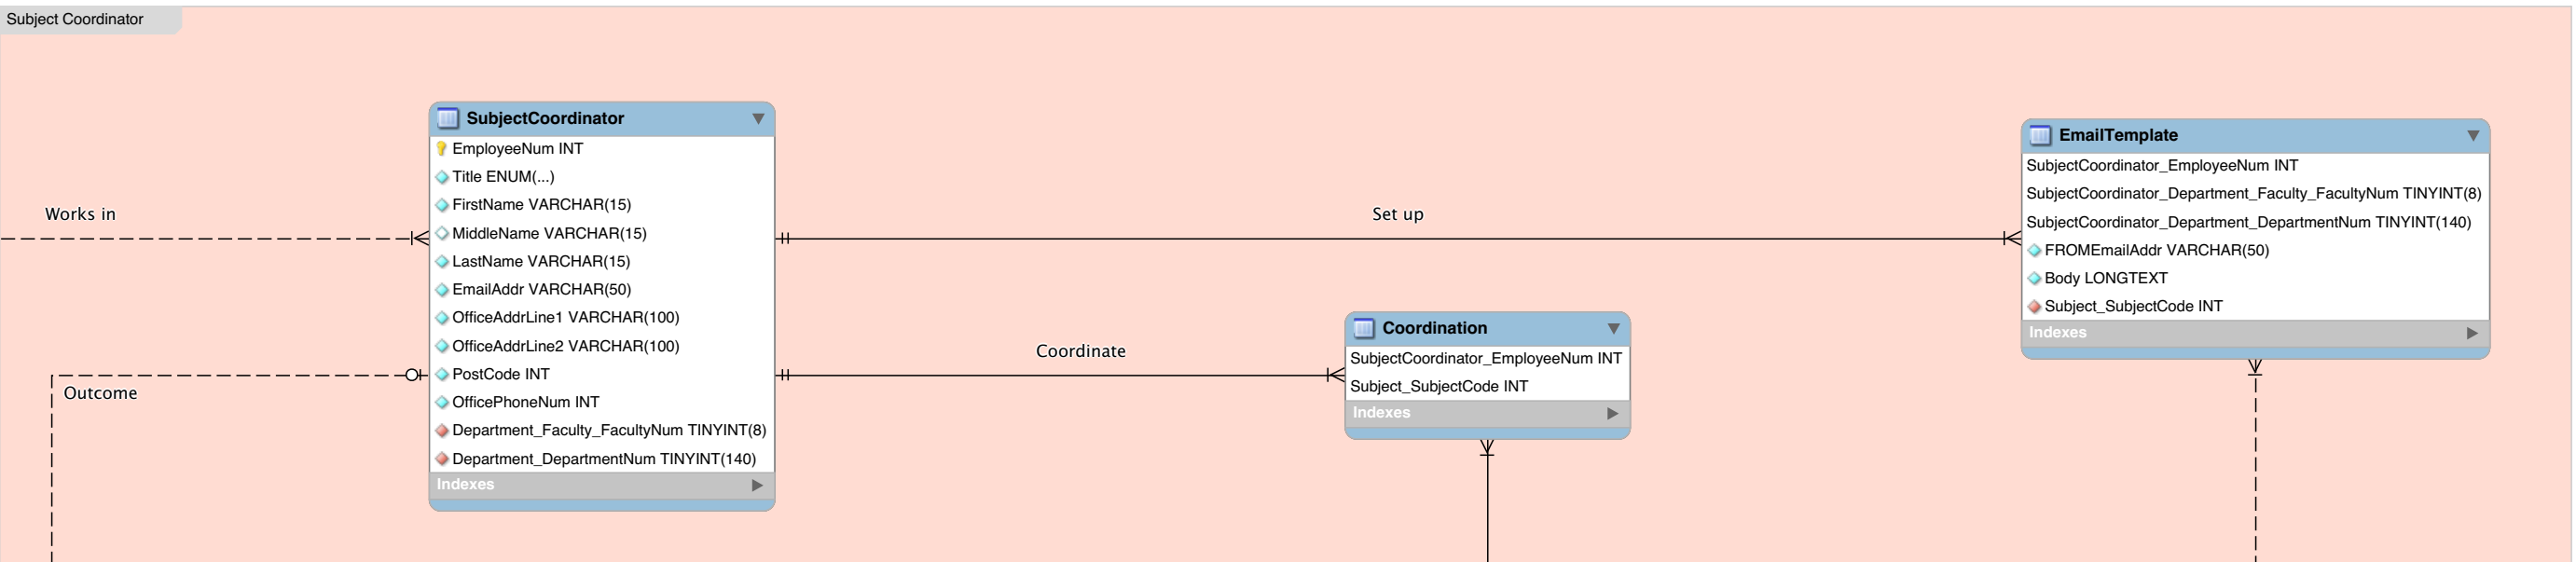 Subject Coordinator
Works in
Outcome
SubjectCoordinator
EmployeeNum INT
Title ENUM(...)
FirstName VARCHAR(15)
MiddleName VARCHAR(15)
LastName VARCHAR(15)
EmailAddr VARCHAR(50)
OfficeAddrLine1 VARCHAR(100)
OfficeAddrLine2 VARCHAR(100)
PostCode INT
OfficePhoneNum INT
Department_Faculty_FacultyNum TINYINT(8)
Department_DepartmentNum TINYINT(140)
Indexes
Set up
Coordinate
Coordination
SubjectCoordinator_EmployeeNum INT
Subject_SubjectCode INT
Indexes
EmailTemplate
SubjectCoordinator_EmployeeNum INT
SubjectCoordinator_Department_Faculty_FacultyNum TINYINT(8)
SubjectCoordinator_Department_DepartmentNum TINYINT(140)
FROMEmailAddr VARCHAR(50)
Body LONGTEXT
Subject_SubjectCode INT
Indexes